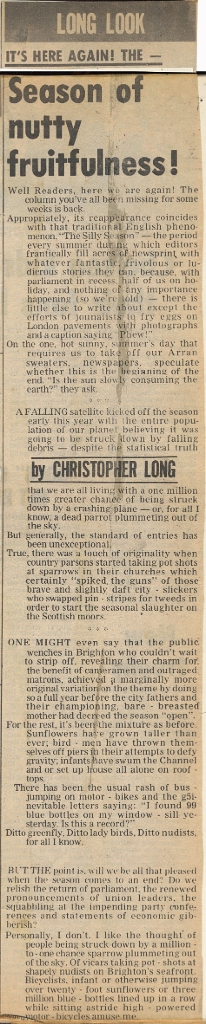 LONG LOOK
IT'S HERE AGAIN! THE —
Season of
nutty
fruitfulness!
Well Readers, here we are again! The
column you've all been missing for some
weeks is back.
Appropriately, its reappearance coincides
with that traditional English pheno-
menon, "The Silly Season" — the period
every summer during which editors
frantically fill acres of newsprint with
whatever fantastic, frivolous or lu-
dicrous stories they can, because, with
parliament in recess, half of us on hol-
iday, and nothing of any importance
happening (so we're told) — there is
little else to write about except the
efforts of journalists to fry eggs on
London pavements with photographs
and a caption saying "Phew!"
On the one, hot sunny, summer's day that
requires us to take off our Arran
sweaters, newspapers, speculate
whether this is the beginning of the
end. "Is the sun slowly consuming the
earth?" they ask.
A FALLING satellite kicked off the season
early this year with the entire popu-
lation of our planet believing it was
going to be struck down by falling
debris — despite the statistical truth
by CHRISTOPHER LONG
that we are all living with a one million
times greater chance of being struck
down by a crashing plane — or, for all I
know, a dead parrot plummeting out of
the sky.
But generally, the standard of entries has
been unexceptional.
True, there was a touch of originality when
country parsons started taking pot shots
at sparrows in their churches which
certainly "spiked the guns" of those
brave and slightly daft city - slickers
who swapped pin - stripes for tweeds in
order to start the seasonal slaughter on
the Scottish moors.
ONE MIGHT even say that the public
wenches in Brighton who couldn't wait
to strip off, revealing their charm for
the benefit of cameramen and outraged
matrons, achieved a marginally more
original variation on the theme by doing
so a full year before the city fathers and
their championing, bare - breasted
mother had decreed the season "open".
For the rest, it's been the mixture as before.
Sunflowers have grown taller than
ever; bird - men have thrown them-
selves off piers in their attempts to defy
gravity; infants have swum the Channel
and or set up house all alone on roof -
tops.
There has been the usual rash of bus -
jumping on motor - bikes and the
inevitable letters saying: "I found 99
blue bottles on my window - sill ye-
sterday. Is this a record?"
Ditto greenfly, Ditto lady birds, Ditto nudists,
for all I know.
BUT THE point is, will we be all that pleased
when the season comes to an end? Do we
relish the return of parliament, the renewed
pronouncements of union leaders, the
squabbling at the impending party confe-
rences and statements of economic gib-
berish?
Personally, I don't. I like the thought of
people being struck down by a million -
to - one chance sparrow plummeting out
of the sky. Of vicars taking pot - shots at
shapely nudists on Brighton's seafront.
Bicyclists, infant or otherwise jumping
over twenty - foot sunflowers or three
million blue - bottles lined up in a row
while sitting astride high - powered
motor - bicycles amuse me.